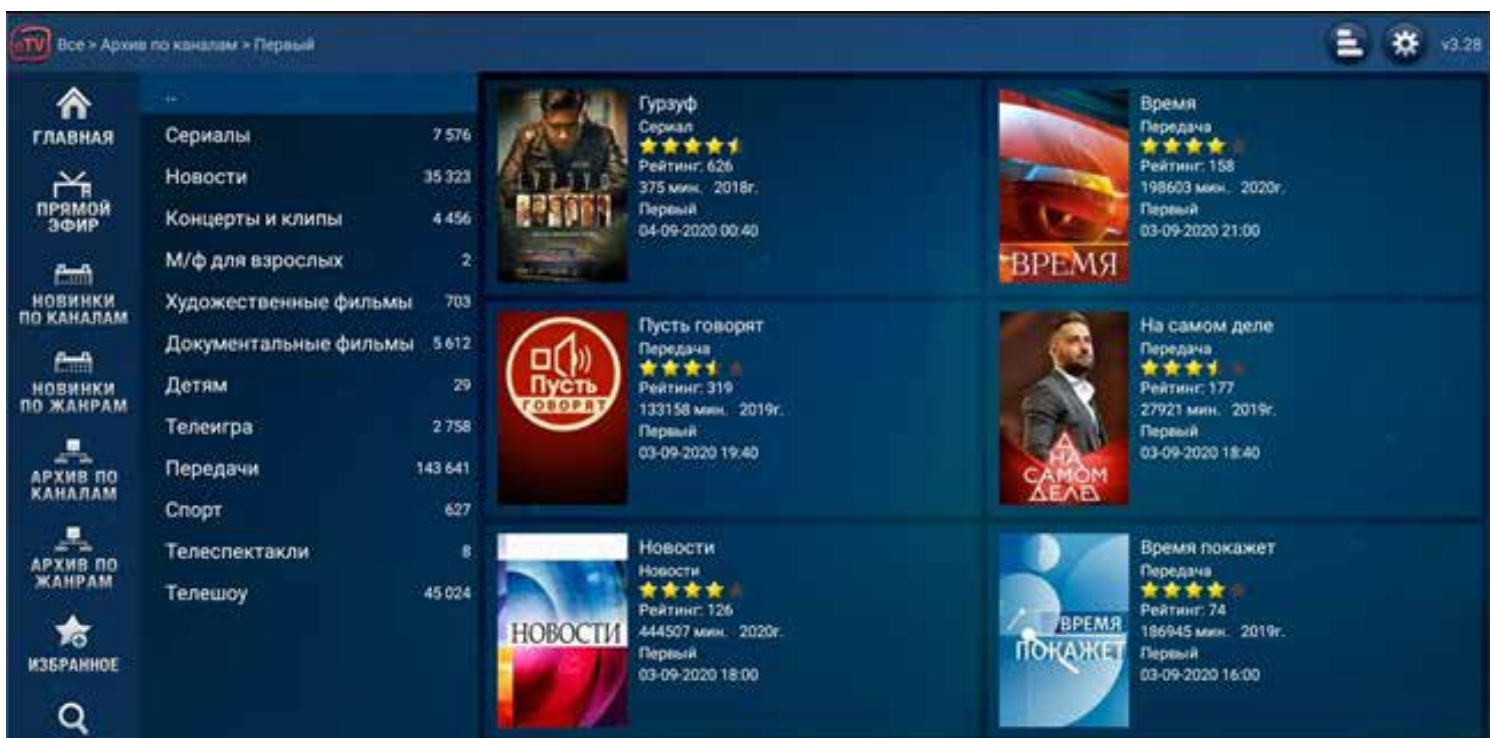 eTV Все > Архив по каналам > Первый
v3.28
ГЛАВНАЯ
ПРЯМОЙ
ЭФИР
НОВИНКИ
ПО КАНАЛАМ
НОВИНКИ
ПО ЖАНРАМ
АРХИВ ПО
КАНАЛАМ
АРХИВ ПО
ЖАНРАМ
ИЗБРАННОЕ
..
Сериалы 7 576
Новости 35 323
Концерты и клипы 4 456
М/ф для взрослых 2
Художественные фильмы 703
Документальные фильмы 5 612
Детям 29
Телеигра 2 758
Передачи 143 641
Спорт 627
Телеспектакли 8
Телешоу 45 024
Гурзуф
Сериал
Рейтинг: 626
375 мин. 2018г.
Первый
04-09-2020 00:40
ВРЕМЯ
Время
Передача
Рейтинг: 158
198603 мин. 2020г.
Первый
03-09-2020 21:00
Пусть
ГОВОРЯТ
Пусть говорят
Передача
Рейтинг: 319
133158 мин. 2019г.
Первый
03-09-2020 19:40
НА
САМОМ
ДЕЛЕ
На самом деле
Передача
Рейтинг: 177
27921 мин. 2019г.
Первый
03-09-2020 18:40
НОВОСТИ
Новости
Новости
Рейтинг: 126
444507 мин. 2020г.
Первый
03-09-2020 18:00
ВРЕМЯ
ПОКАЖЕТ
Время покажет
Передача
Рейтинг: 74
186945 мин. 2019г.
Первый
03-09-2020 16:00